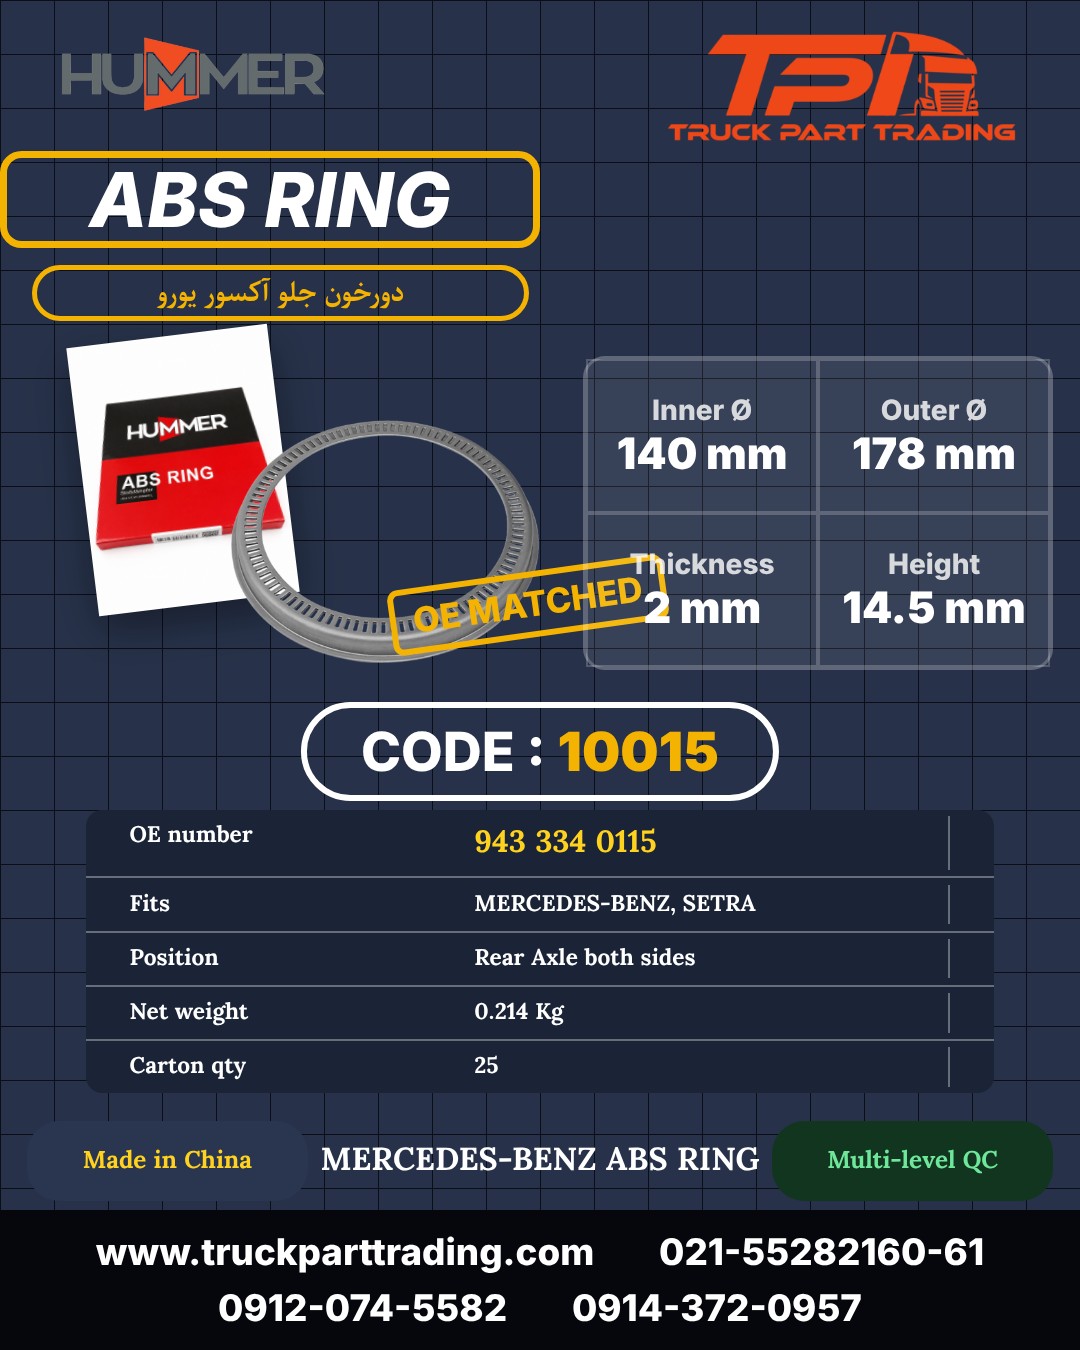 HUMMER
TPT
TRUCK PART TRADING
ABS RING
دورخون جلو آکسور یورو
HUMMER
ABS RING
Inner Ø
140 mm
Outer Ø
178 mm
Thickness
2 mm
Height
14.5 mm
OE MATCHED
CODE : 10015
OE number 943 334 0115
Fits MERCEDES-BENZ, SETRA
Position Rear Axle both sides
Net weight 0.214 Kg
Carton qty 25
Made in China
MERCEDES-BENZ ABS RING
Multi-level QC
www.truckparttrading.com 021-55282160-61
0912-074-5582 0914-372-0957